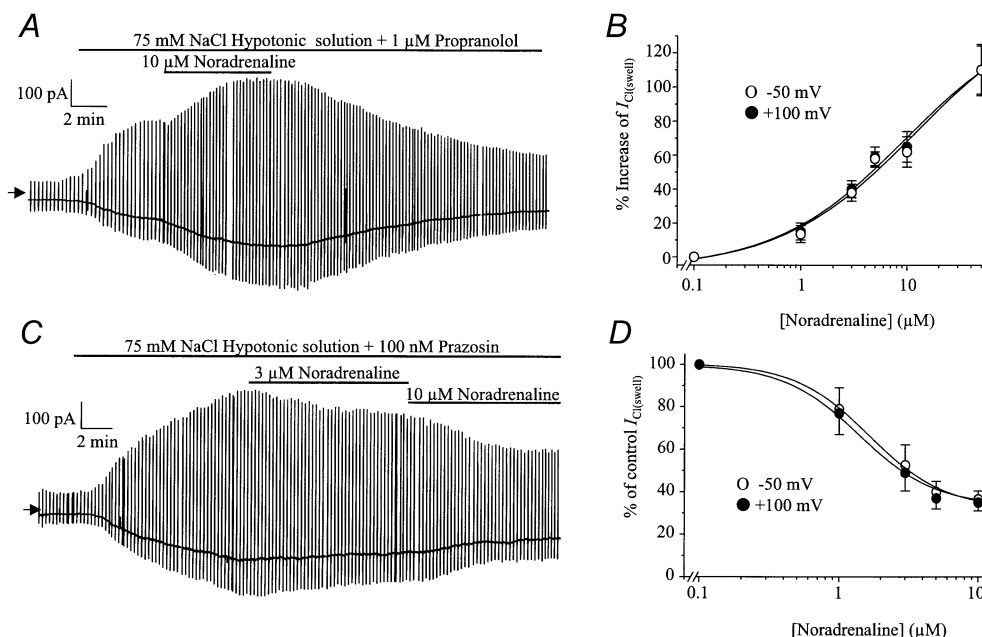 A
75 mM NaCl Hypotonic solution + 1 µM Propranolol
10 µM Noradrenaline
100 pA
2 min
B
% Increase of I Cl(swell)
120
100
80
60
40
20
0
-50 mV
+100 mV
0.1
1
10
[Noradrenaline] (µM)
C
75 mM NaCl Hypotonic solution + 100 nM Prazosin
3 µM Noradrenaline
10 µM Noradrenaline
100 pA
2 min
D
% of control I Cl(swell)
100
80
60
40
20
0
-50 mV
+100 mV
0.1
1
10
[Noradrenaline] (µM)